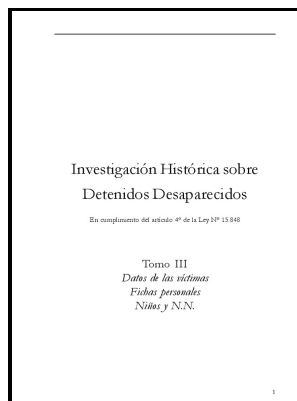 Investigación Histórica sobre
Detenidos Desaparecidos
En cumplimiento del artículo 4º de la Ley Nº 15.848
Tomo III
Datos de las víctimas
Fichas personales
Niños y N.N.
1